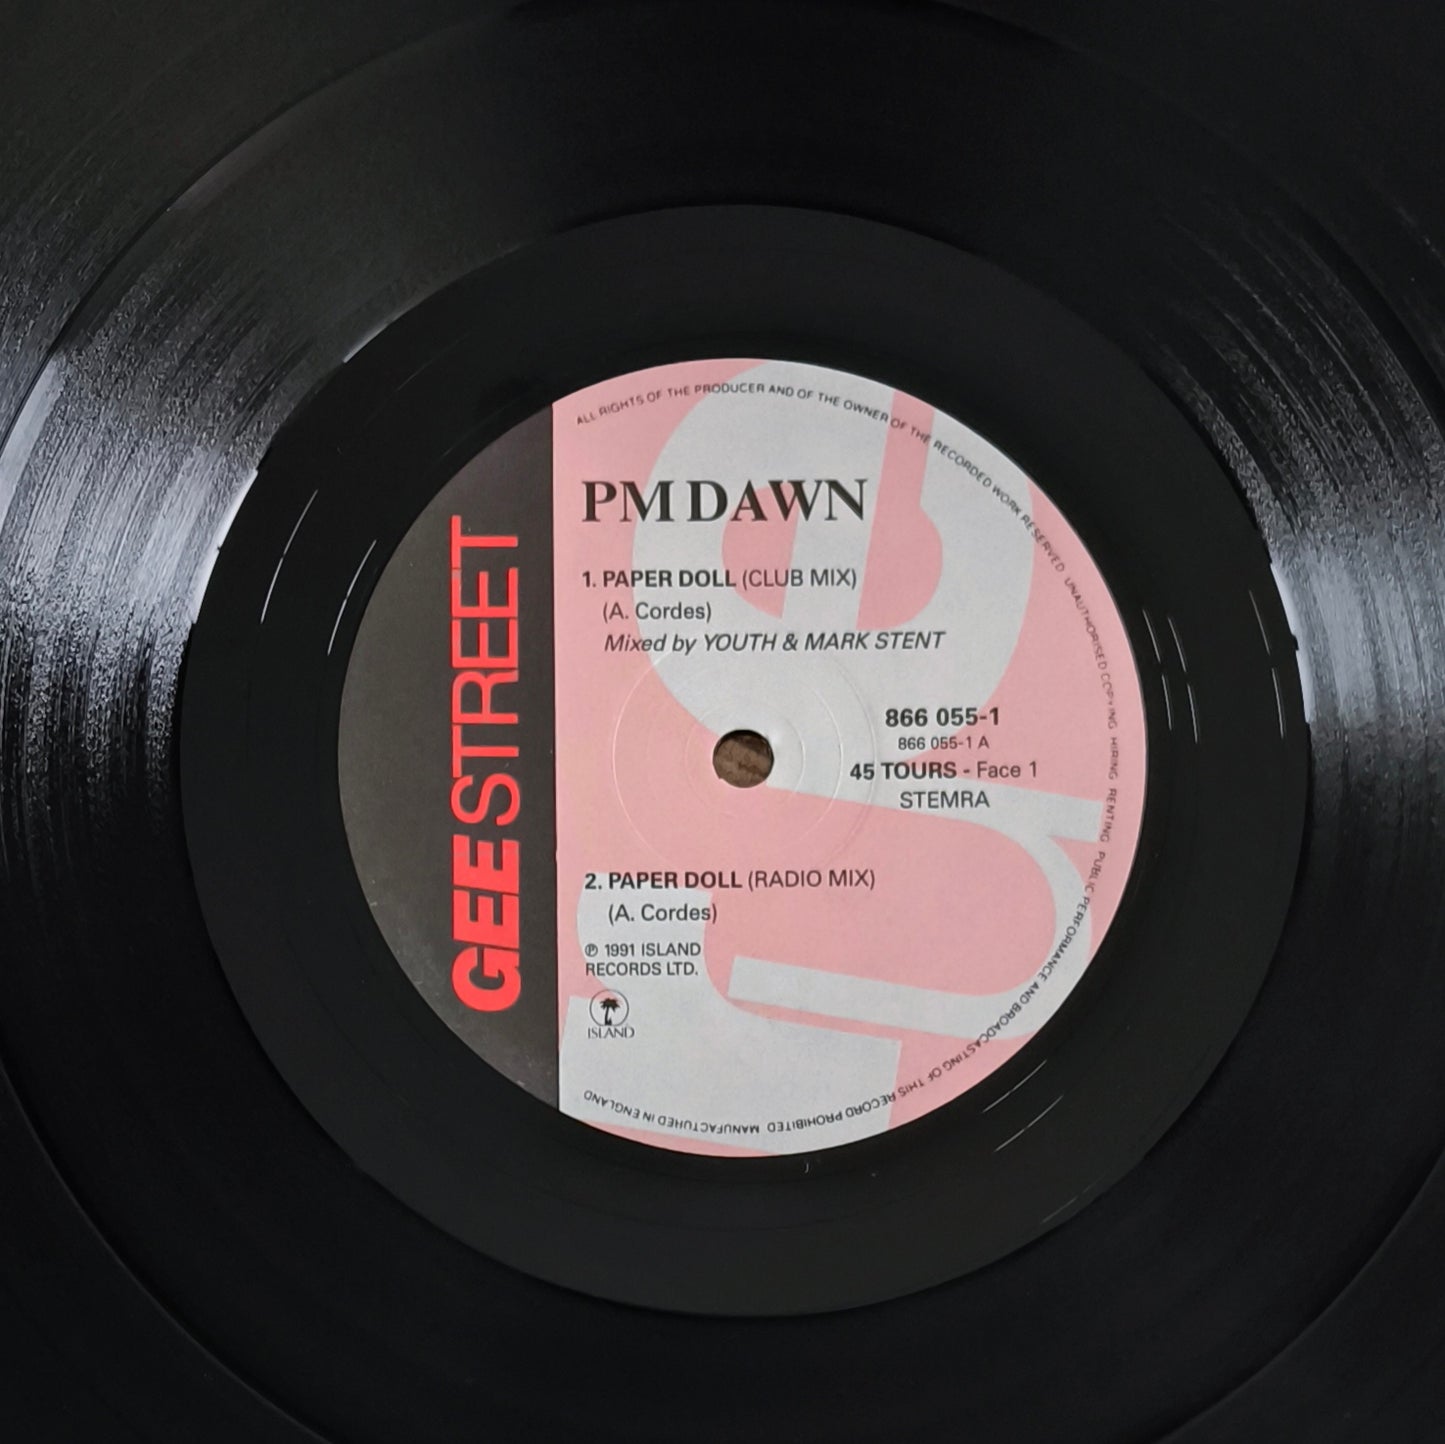 ALL RIGHTS OF THE PRODUCER AND OF THE OWNER OF THE RECORDED WORK RESERVED UNAUTHORISED COPYING HIRING RENTING PUBLIC PERFORMANCE AND BROADCASTING OF THIS RECORD PROHIBITED MANUFACTURED IN ENGLAND
GEESTREET
PM DAWN
1. PAPER DOLL (CLUB MIX)
(A. Cordes)
Mixed by YOUTH & MARK STENT
866 055-1
866 055-1 A
45 TOURS - Face 1
STEMRA
2. PAPER DOLL (RADIO MIX)
(A. Cordes)
℗ 1991 ISLAND
RECORDS LTD.
ISLAND